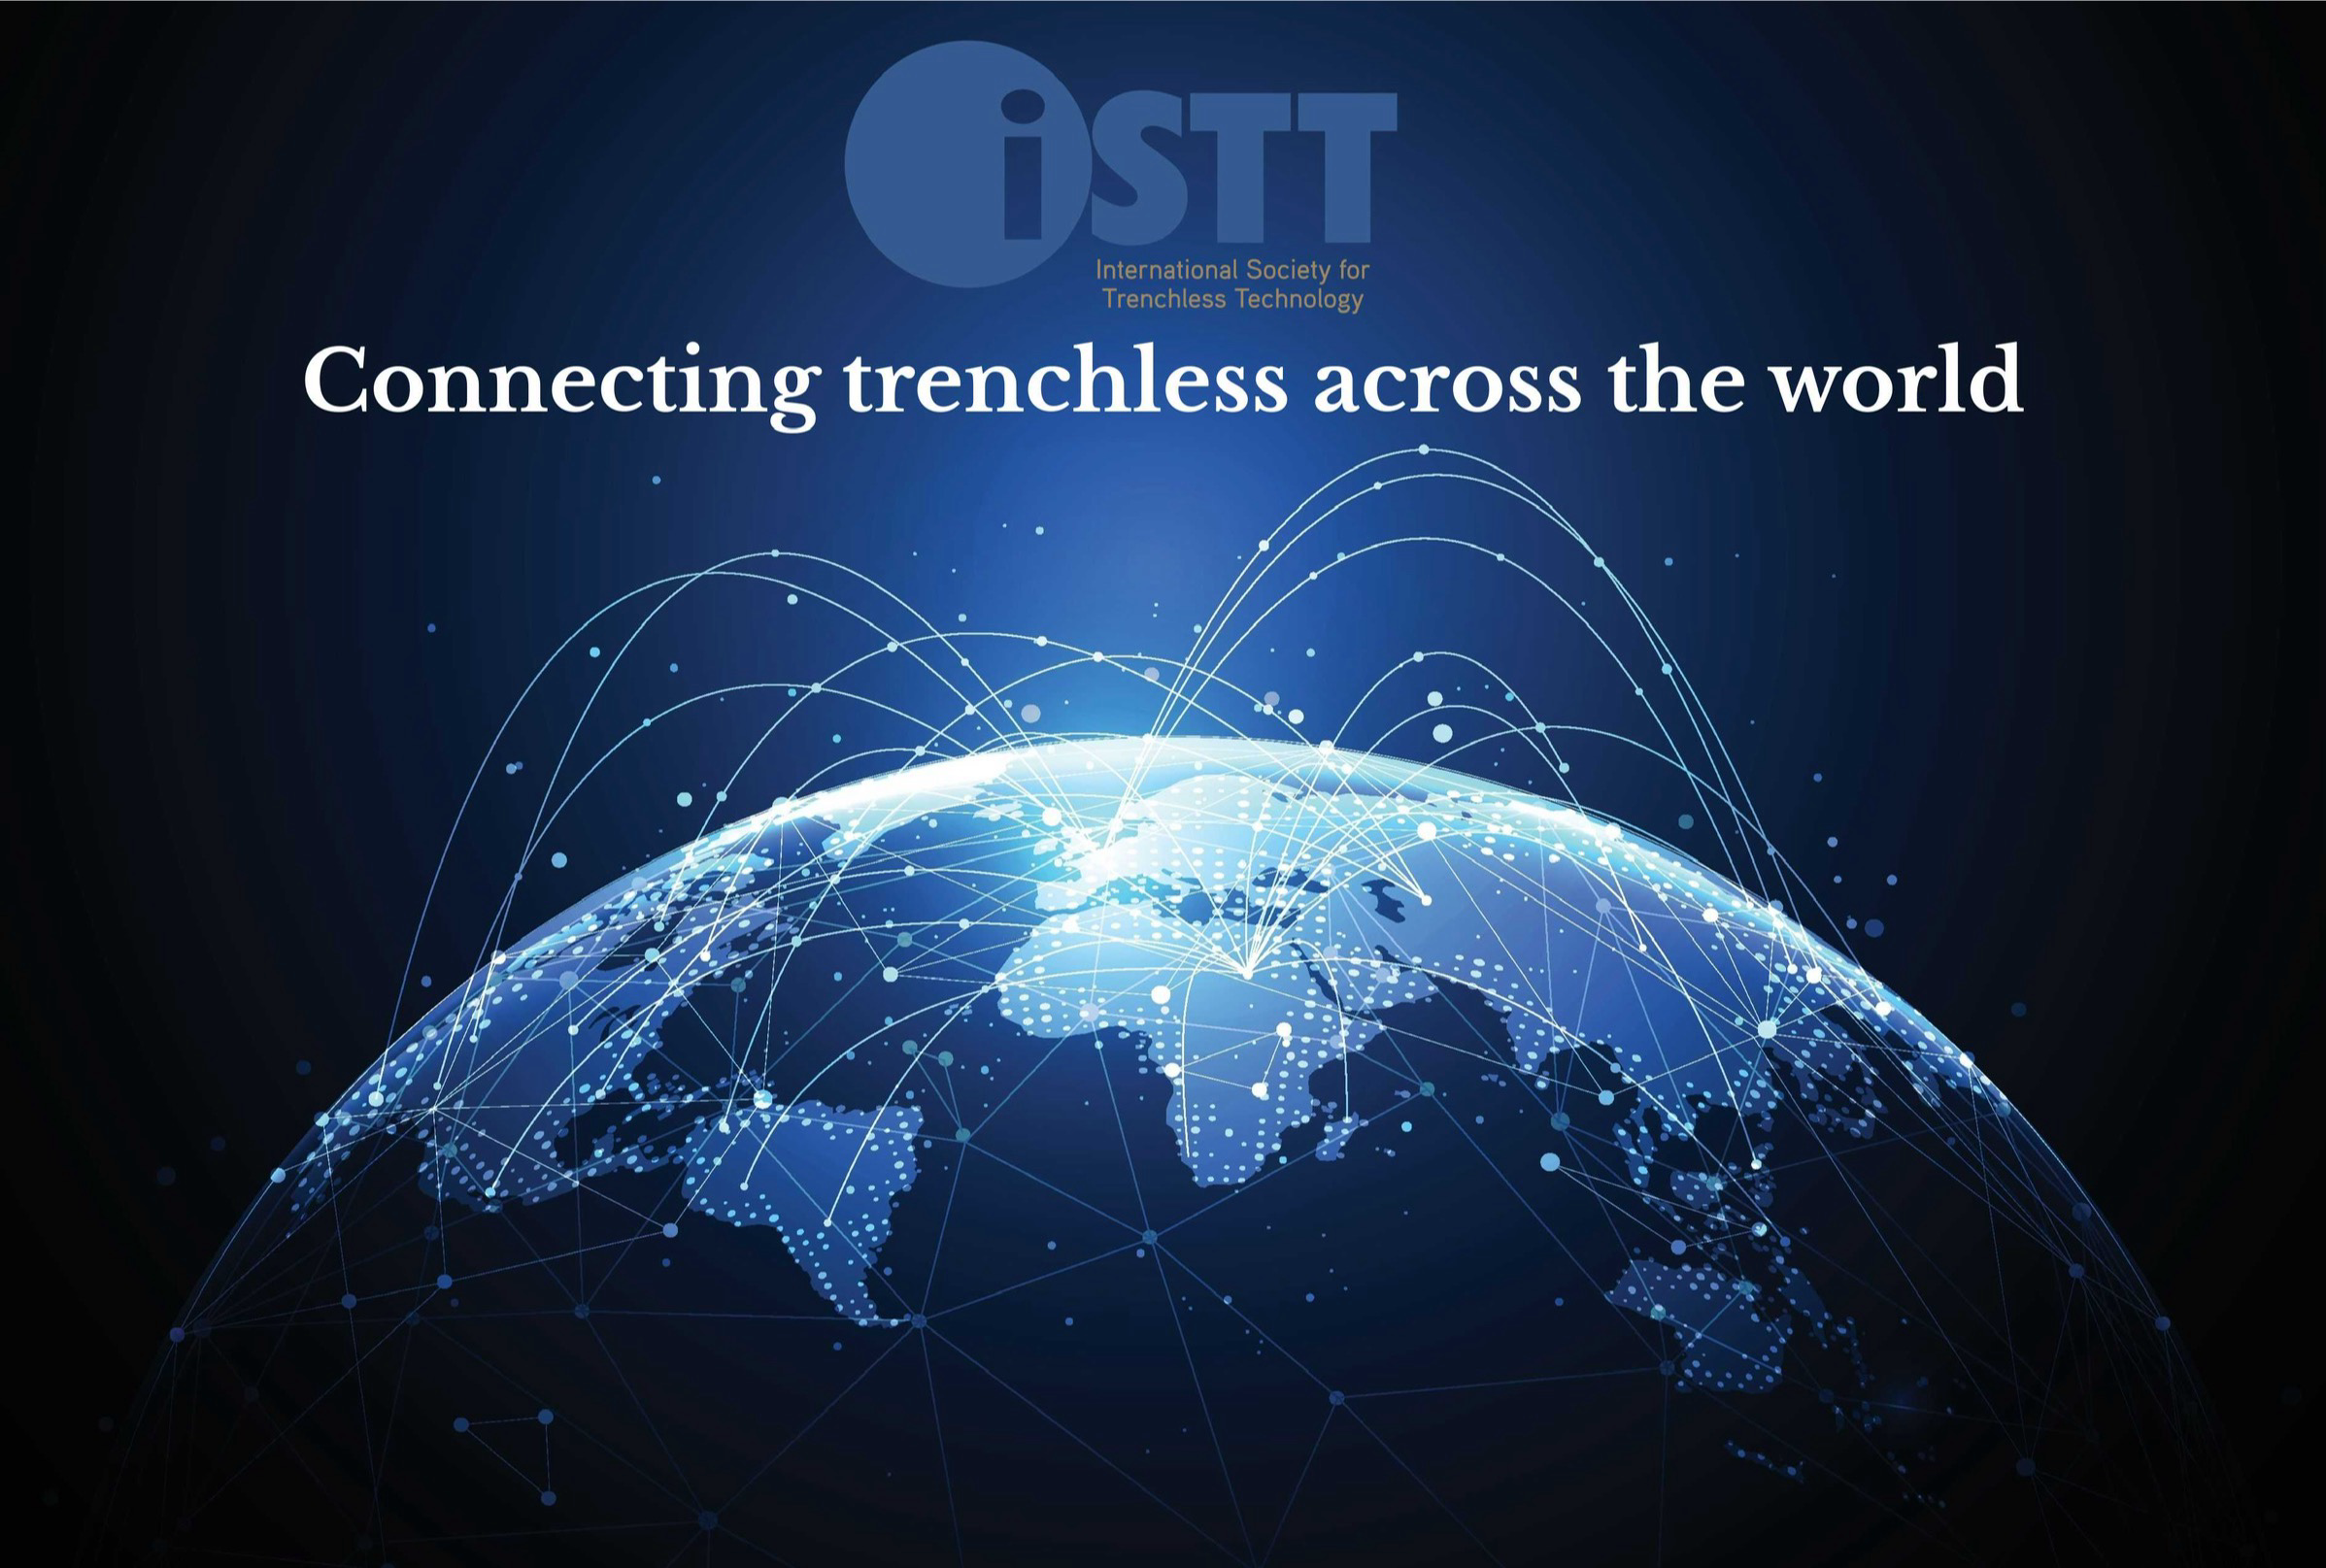 iSTT
International Society for
Trenchless Technology
Connecting trenchless across the world